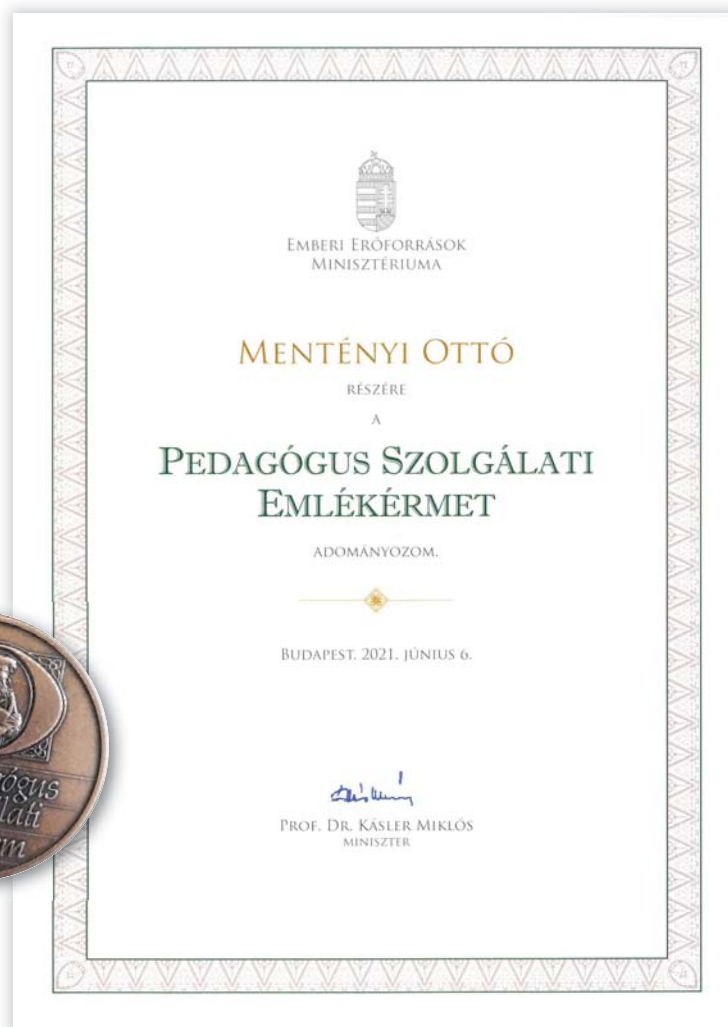 EMBERI ERŐFORRÁSOK
MINISZTÉRIUMA
MENTÉNYI OTTÓ
RÉSZÉRE
A
PEDAGÓGUS SZOLGÁLATI
EMLÉKÉRMET
ADOMÁNYOZOM.
BUDAPEST, 2021. JÚNIUS 6.
PROF. DR. KÁSLER MIKLÓS
MINISZTER